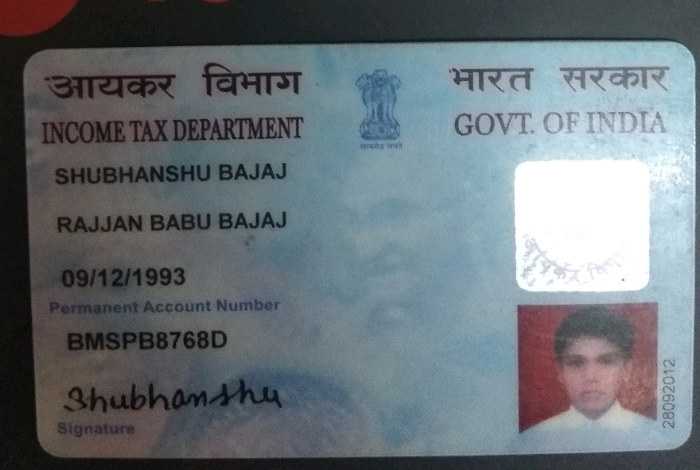 आयकर विभाग
भारत सरकार
INCOME TAX DEPARTMENT
GOVT. OF INDIA
SHUBHANSHU BAJAJ
RAJJAN BABU BAJAJ
09/12/1993
Permanent Account Number
BMSPB8768D
Shubhanshu
Signature
28092012